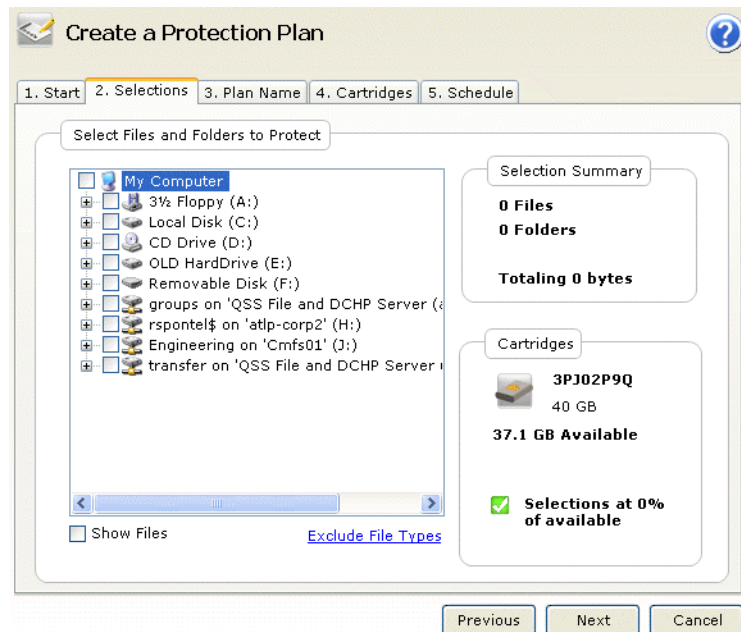 Create a Protection Plan
?
1. Start
2. Selections
3. Plan Name
4. Cartridges
5. Schedule
Select Files and Folders to Protect
My Computer
3½ Floppy (A:)
Local Disk (C:)
CD Drive (D:)
OLD HardDrive (E:)
Removable Disk (F:)
groups on 'QSS File and DCHP Server (
rspontel$ on 'atlp-corp2' (H:)
Engineering on 'Cmfs01' (J:)
transfer on 'QSS File and DCHP Server
Show Files
Exclude File Types
Selection Summary
0 Files
0 Folders
Totaling 0 bytes
Cartridges
3PJ02P9Q
40 GB
37.1 GB Available
Selections at 0%
of available
Previous
Next
Cancel